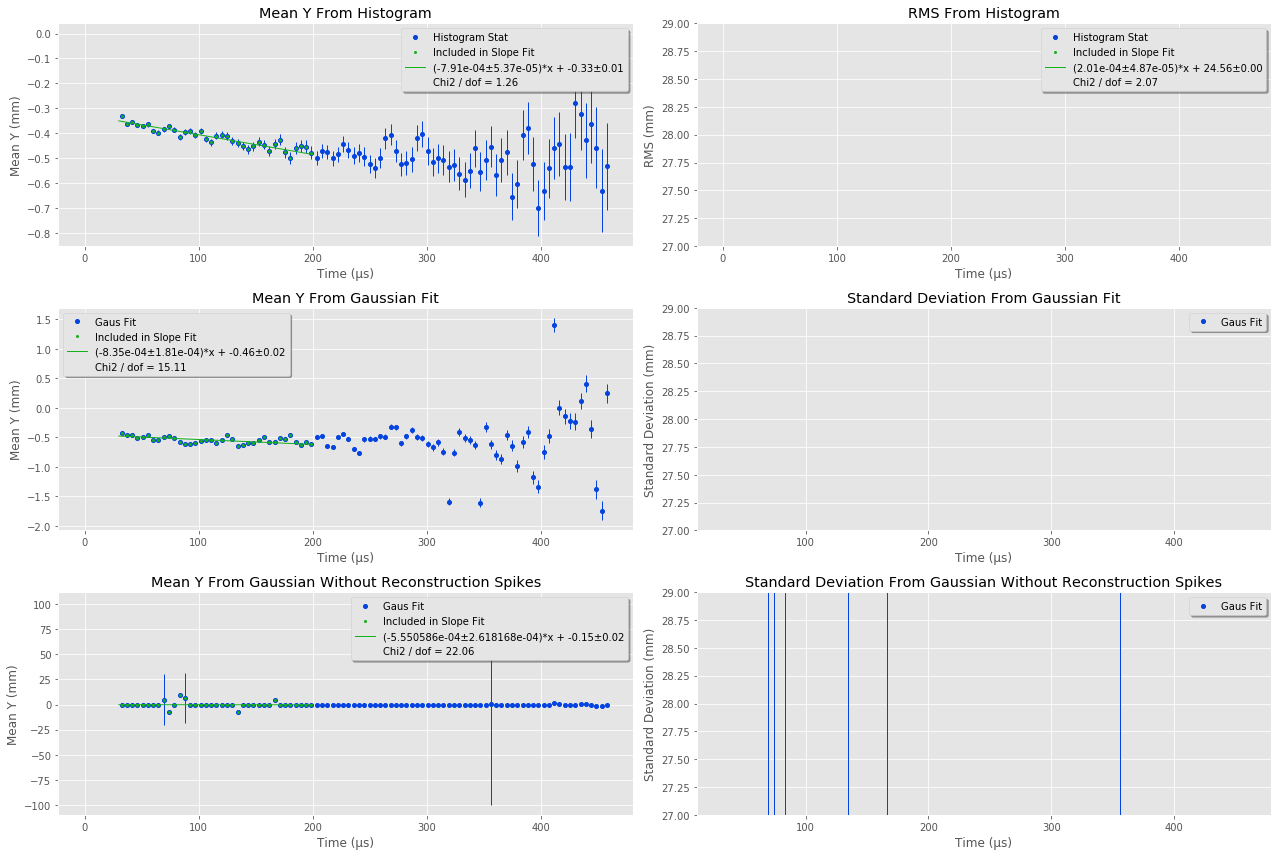 Mean Y From Histogram
Mean Y (mm)
0.0
−0.1
−0.2
−0.3
−0.4
−0.5
−0.6
−0.7
−0.8
Histogram Stat
Included in Slope Fit
(-7.91e-04±5.37e-05)*x + -0.33±0.01
Chi2 / dof = 1.26
0 100 200 300 400
Time (µs)
RMS From Histogram
RMS (mm)
29.00
28.75
28.50
28.25
28.00
27.75
27.50
27.25
27.00
Histogram Stat
Included in Slope Fit
(2.01e-04±4.87e-05)*x + 24.56±0.00
Chi2 / dof = 2.07
0 100 200 300 400
Time (µs)
Mean Y From Gaussian Fit
Mean Y (mm)
1.5
1.0
0.5
0.0
−0.5
−1.0
−1.5
−2.0
Gaus Fit
Included in Slope Fit
(-8.35e-04±1.81e-04)*x + -0.46±0.02
Chi2 / dof = 15.11
0 100 200 300 400
Time (µs)
Standard Deviation From Gaussian Fit
Standard Deviation (mm)
29.00
28.75
28.50
28.25
28.00
27.75
27.50
27.25
27.00
Gaus Fit
100 200 300 400
Time (µs)
Mean Y From Gaussian Without Reconstruction Spikes
Mean Y (mm)
100
75
50
25
0
−25
−50
−75
−100
Gaus Fit
Included in Slope Fit
(-5.550586e-04±2.618168e-04)*x + -0.15±0.02
Chi2 / dof = 22.06
0 100 200 300 400
Time (µs)
Standard Deviation From Gaussian Without Reconstruction Spikes
Standard Deviation (mm)
29.00
28.75
28.50
28.25
28.00
27.75
27.50
27.25
27.00
Gaus Fit
100 200 300 400
Time (µs)